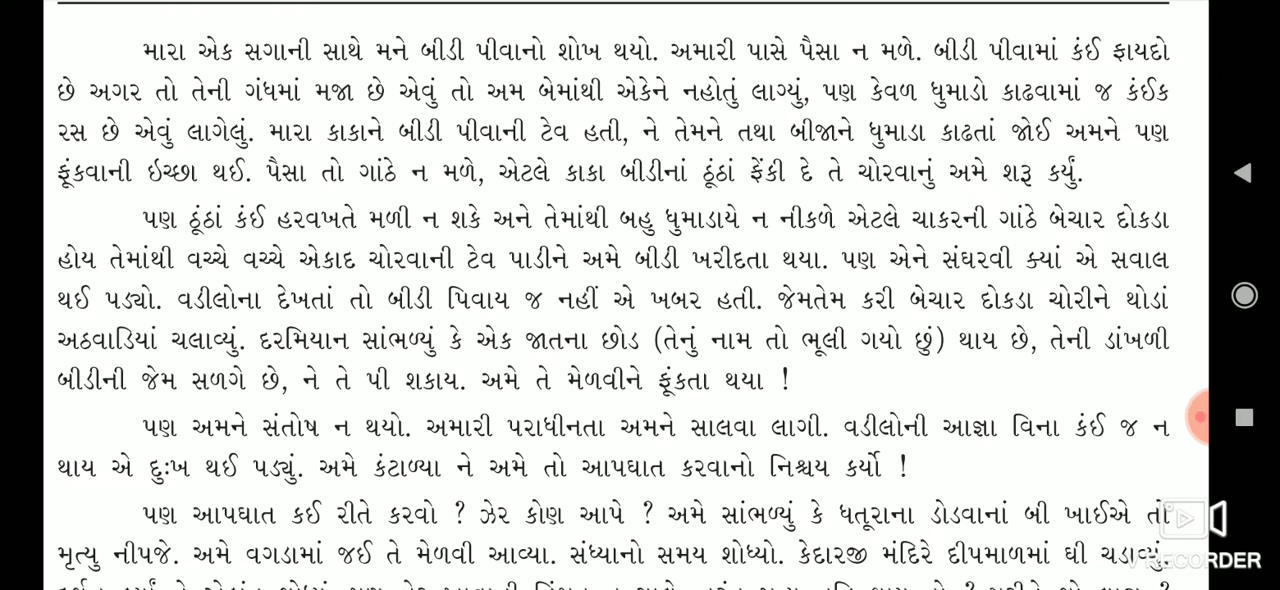 મારા એક સગાની સાથે મને બીડી પીવાનો શોખ થયો. અમારી પાસે પૈસા ન મળે. બીડી પીવામાં કંઈ ફાયદો
છે અગર તો તેની ગંધમાં મજા છે એવું તો અમ બેમાંથી એકેને નહોતું લાગ્યું, પણ કેવળ ધુમાડો કાઢવામાં જ કંઈક
રસ છે એવું લાગેલું. મારા કાકાને બીડી પીવાની ટેવ હતી, ને તેમને તથા બીજાને ધુમાડા કાઢતાં જોઈ અમને પણ
ફૂંકવાની ઇચ્છા થઈ. પૈસા તો ગાંઠે ન મળે, એટલે કાકા બીડીનાં ઠૂંઠાં ફેંકી દે તે ચોરવાનું અમે શરૂ કર્યું.
પણ ઠૂંઠાં કંઈ હરવખતે મળી ન શકે અને તેમાંથી બહુ ધુમાડાયે ન નીકળે એટલે ચાકરની ગાંઠે બેચાર દોકડા
હોય તેમાંથી વચ્ચે વચ્ચે એકાદ ચોરવાની ટેવ પાડીને અમે બીડી ખરીદતા થયા. પણ એને સંઘરવી ક્યાં એ સવાલ
થઈ પડ્યો. વડીલોના દેખતાં તો બીડી પિવાય જ નહીં એ ખબર હતી. જેમતેમ કરી બેચાર દોકડા ચોરીને થોડાં
અઠવાડિયાં ચલાવ્યું. દરમિયાન સાંભળ્યું કે એક જાતના છોડ (તેનું નામ તો ભૂલી ગયો છું) થાય છે, તેની ડાંખળી
બીડીની જેમ સળગે છે, ને તે પી શકાય. અમે તે મેળવીને ફૂંકતા થયા !
પણ અમને સંતોષ ન થયો. અમારી પરાધીનતા અમને સાલવા લાગી. વડીલોની આજ્ઞા વિના કંઈ જ ન
થાય એ દુઃખ થઈ પડ્યું. અમે કંટાળ્યા ને અમે તો આપઘાત કરવાનો નિશ્ચય કર્યો !
પણ આપઘાત કઈ રીતે કરવો ? ઝેર કોણ આપે ? અમે સાંભળ્યું કે ધતૂરાના ડોડવાનાં બી ખાઈએ તો
મૃત્યુ નીપજે. અમે વગડામાં જઈ તે મેળવી આવ્યા. સંધ્યાનો સમય શોધ્યો. કેદારજી મંદિરે દીપમાળમાં ઘી ચડાવ્યું,
V RECORDER